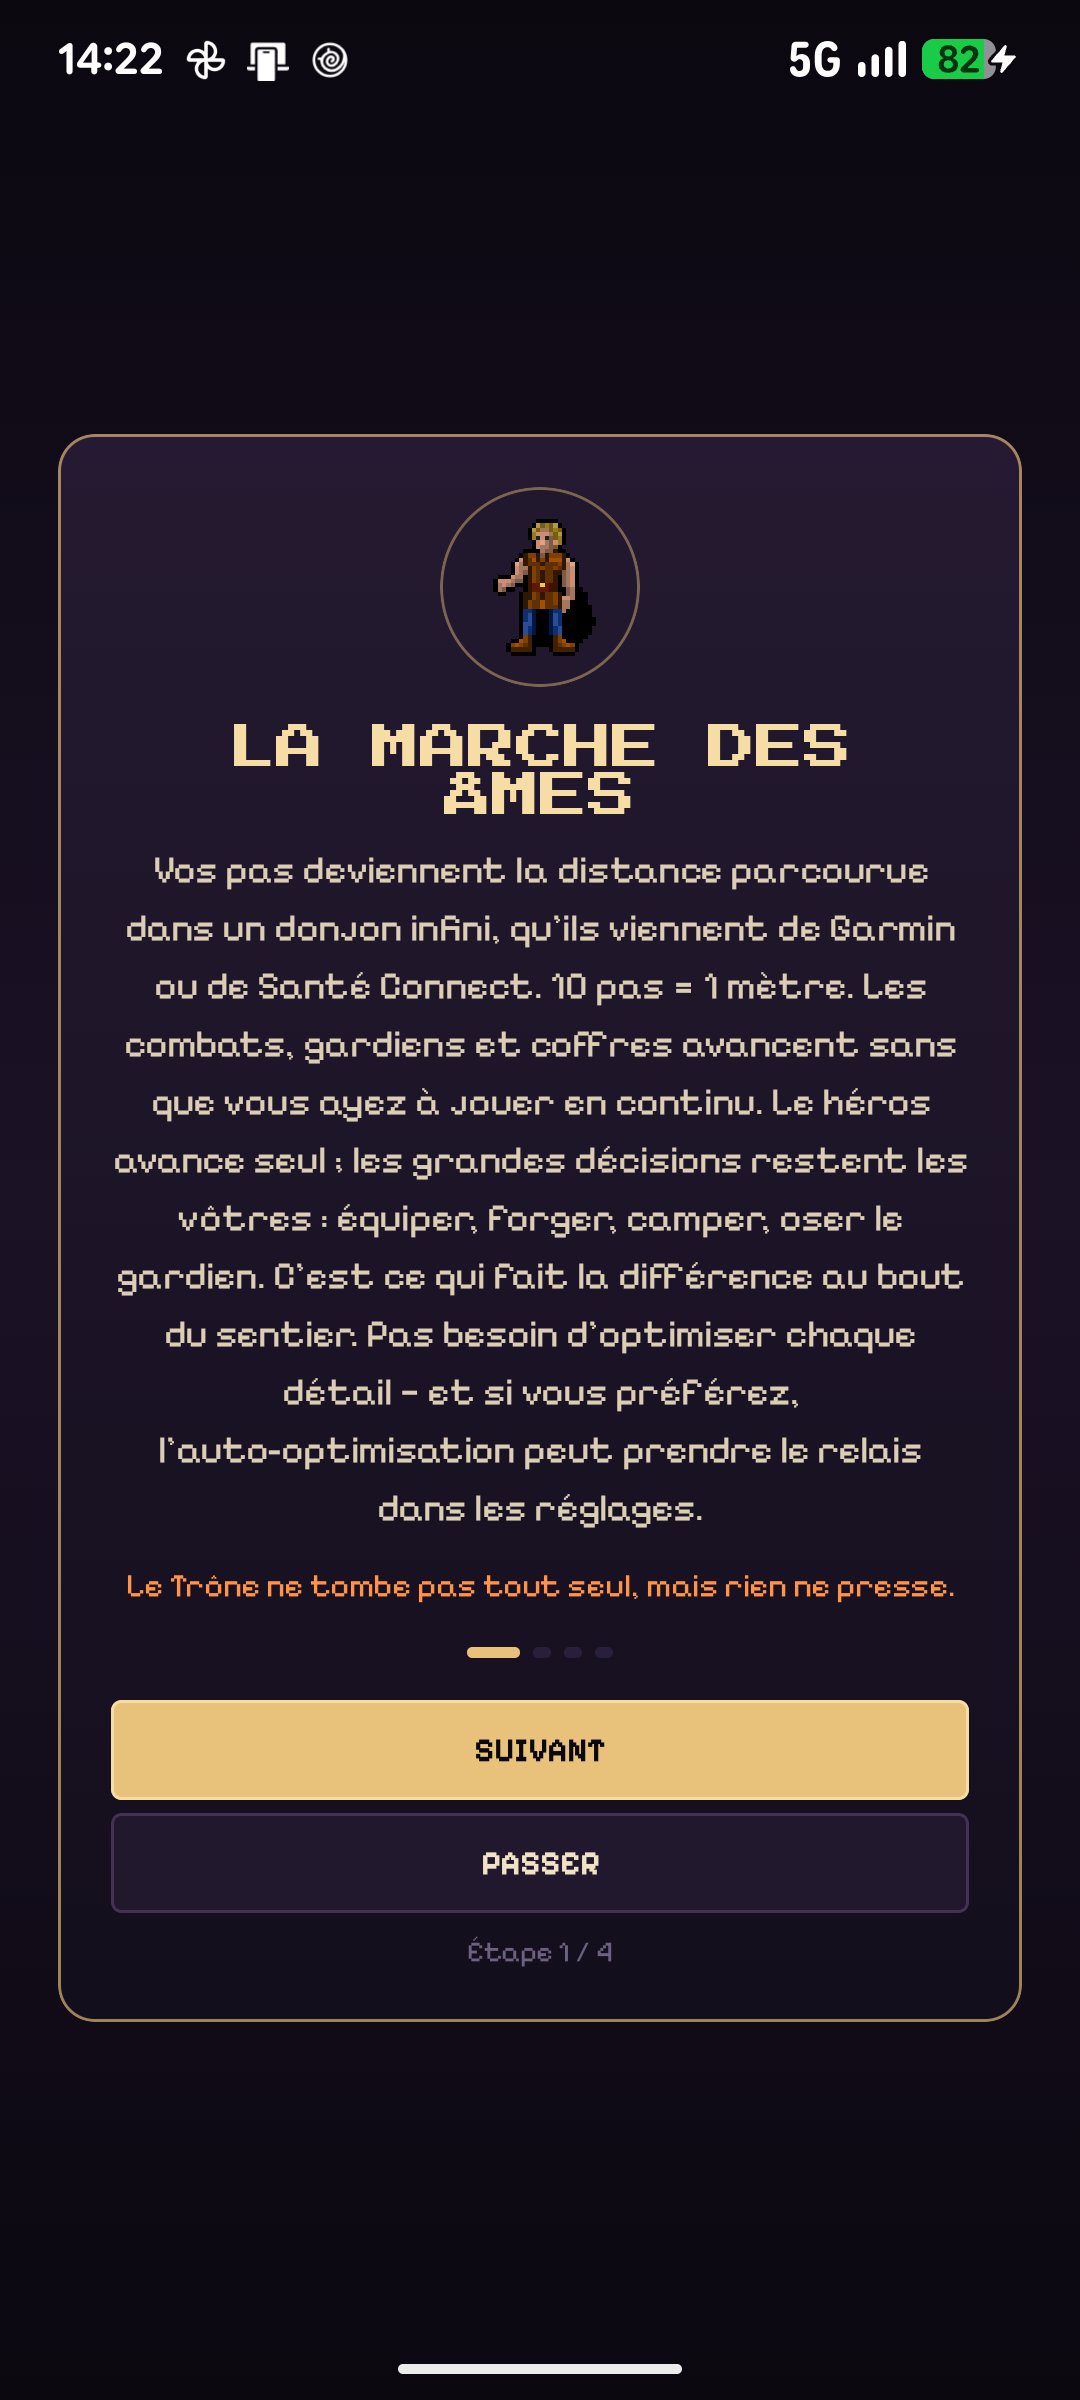 14:22
5G
82
LA MARCHE DES
ÂMES
Vos pas deviennent la distance parcourue
dans un donjon infini, qu'ils viennent de Garmin
ou de Santé Connect. 10 pas = 1 mètre. Les
combats, gardiens et coffres avancent sans
que vous ayez à jouer en continu. Le héros
avance seul ; les grandes décisions restent les
vôtres : équiper, forger, camper, oser le
gardien. C'est ce qui fait la différence au bout
du sentier. Pas besoin d'optimiser chaque
détail – et si vous préférez,
l'auto-optimisation peut prendre le relais
dans les réglages.
Le Trône ne tombe pas tout seul, mais rien ne presse.
SUIVANT
PASSER
Étape 1 / 4